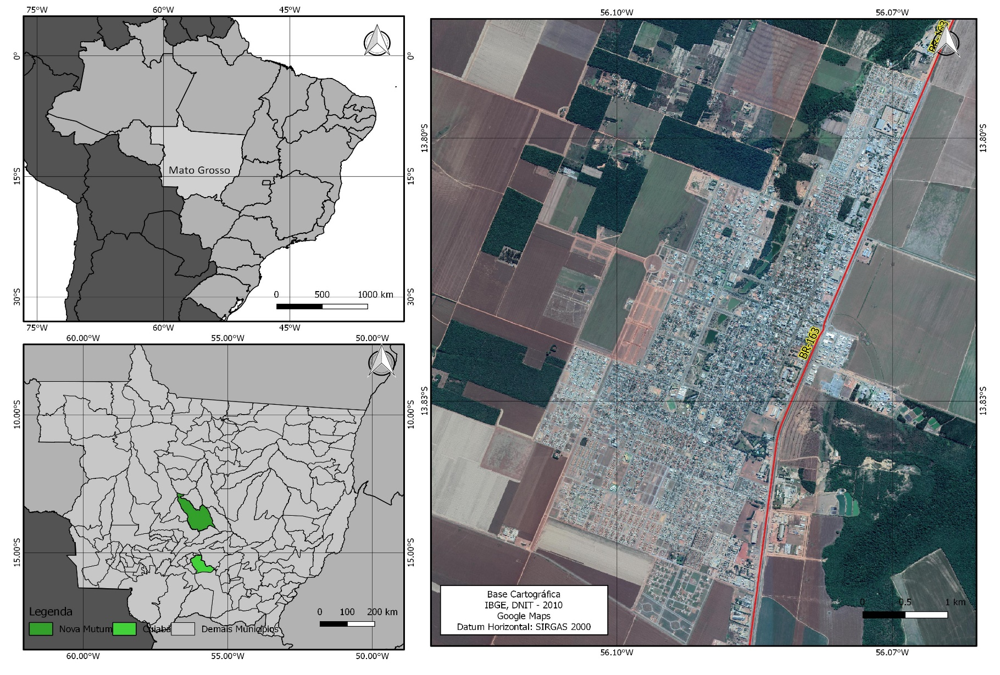 75°W 60°W 45°W
0° 0°
Mato Grosso
15°S 15°S
30°S 30°S
0 500 1000 km
75°W 60°W 45°W
60.00°W 55.00°W 50.00°W
10.00°S 10.00°S
15.00°S 15.00°S
Legenda
0 100 200 km
Nova Mutum Cuiabá Demais Municípios
60.00°W 55.00°W 50.00°W
56.10°W 56.07°W
BR-163
13.80°S 13.80°S
BR-163
13.83°S 13.83°S
Base Cartográfica
IBGE, DNIT - 2010
Google Maps
Datum Horizontal: SIRGAS 2000
0 0.5 1 km
56.10°W 56.07°W